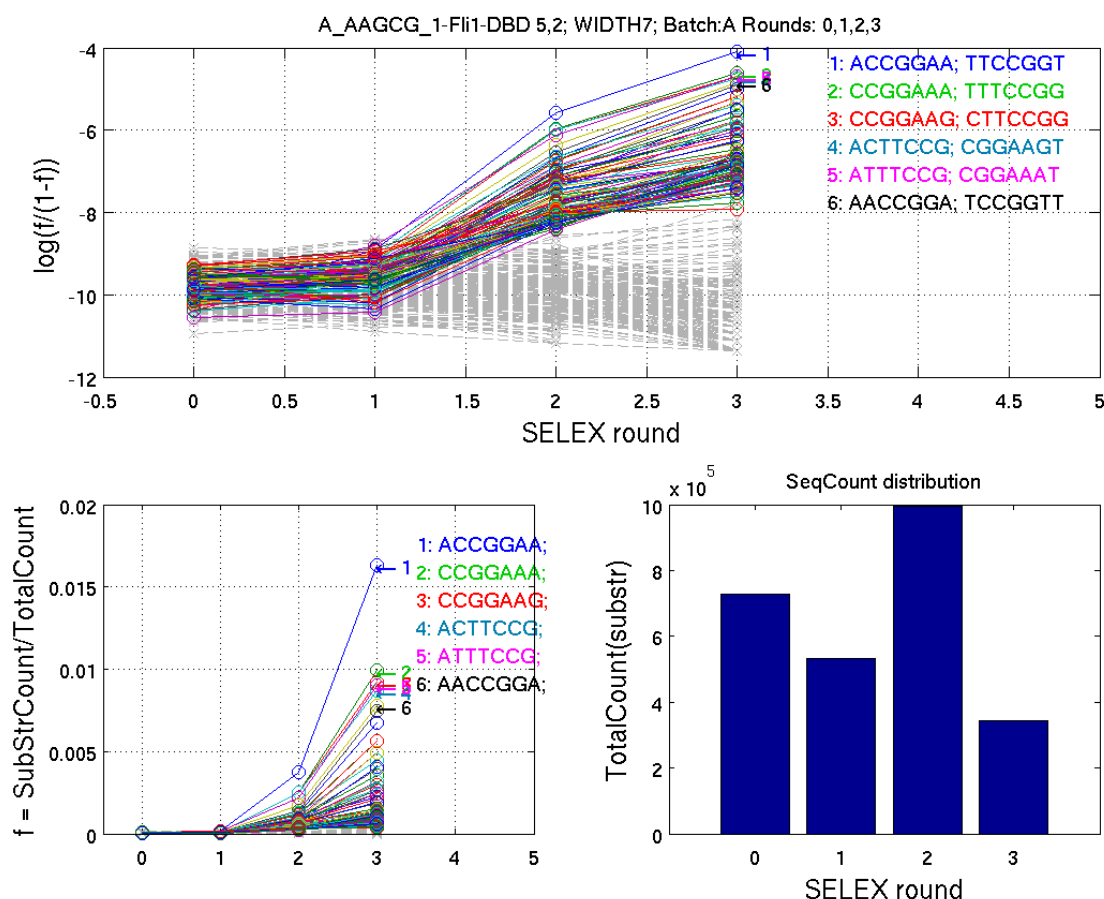 A_AAGCG_1-Fli1-DBD 5,2; WIDTH7; Batch:A Rounds: 0,1,2,3
log(f/(1-f))
-4
-6
-8
-10
-12
1
2
6
1: ACCGGAA; TTCCGGT
2: CCGGAAA; TTTCCGG
3: CCGGAAG; CTTCCGG
4: ACTTCCG; CGGAAGT
5: ATTTCCG; CGGAAAT
6: AACCGGA; TCCGGTT
-0.5 0 0.5 1 1.5 2 2.5 3 3.5 4 4.5 5
SELEX round
f = SubStrCount/TotalCount
0.02
0.015
0.01
0.005
0
1
2
4
6
1: ACCGGAA;
2: CCGGAAA;
3: CCGGAAG;
4: ACTTCCG;
5: ATTTCCG;
6: AACCGGA;
0 1 2 3 4 5
SeqCount distribution
x 10^5
TotalCount(substr)
10
8
6
4
2
0
0 1 2 3
SELEX round